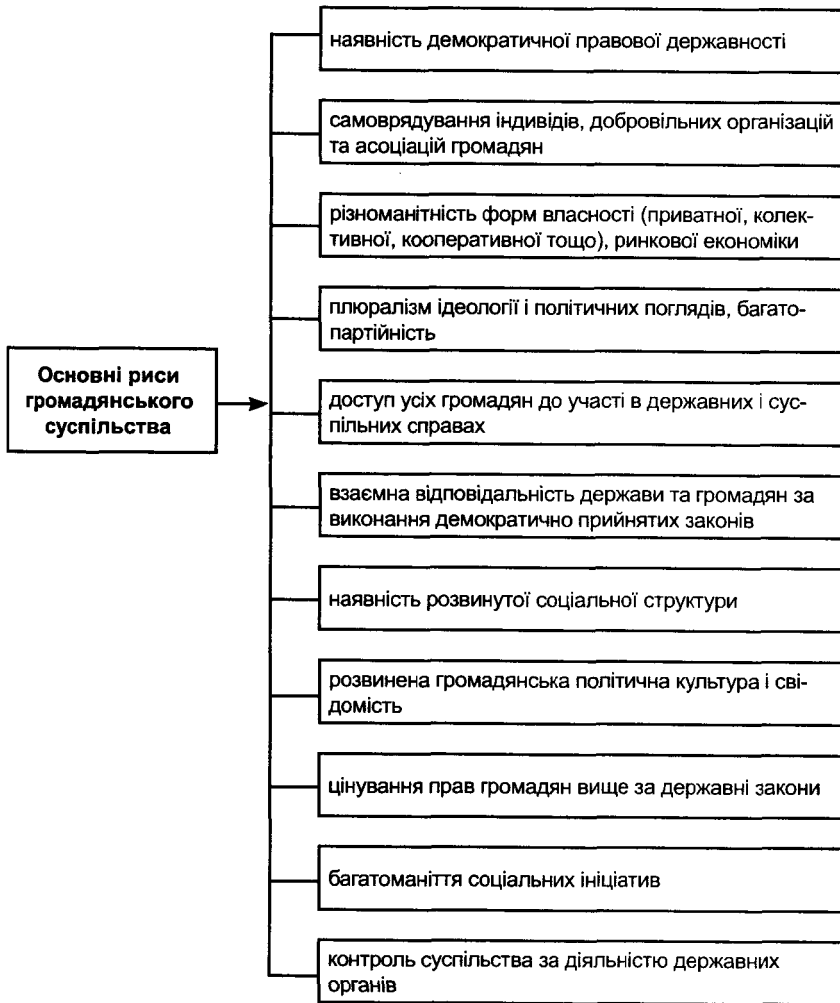 наявність демократичної правової державності
самоврядування індивідів, добровільних організацій
та асоціацій громадян
різноманітність форм власності (приватної, колек-
тивної, кооперативної тощо), ринкової економіки
плюралізм ідеології і політичних поглядів, багато-
партійність
Основні риси
громадянського
суспільства
доступ усіх громадян до участі в державних і сус-
пільних справах
взаємна відповідальність держави та громадян за
виконання демократично прийнятих законів
наявність розвинутої соціальної структури
розвинена громадянська політична культура і сві-
домість
цінування прав громадян вище за державні закони
багатоманіття соціальних ініціатив
контроль суспільства за діяльністю державних
органів